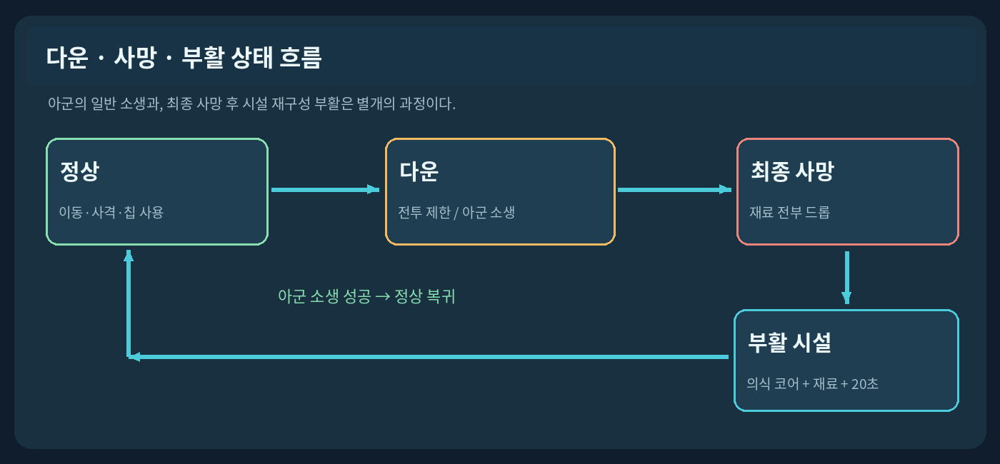 다운 · 사망 · 부활 상태 흐름
아군의 일반 소생과, 최종 사망 후 시설 재구성 부활은 별개의 과정이다.
정상
이동·사격·칩 사용
다운
전투 제한 / 아군 소생
최종 사망
재료 전부 드롭
아군 소생 성공 → 정상 복귀
부활 시설
의식 코어 + 재료 + 20초